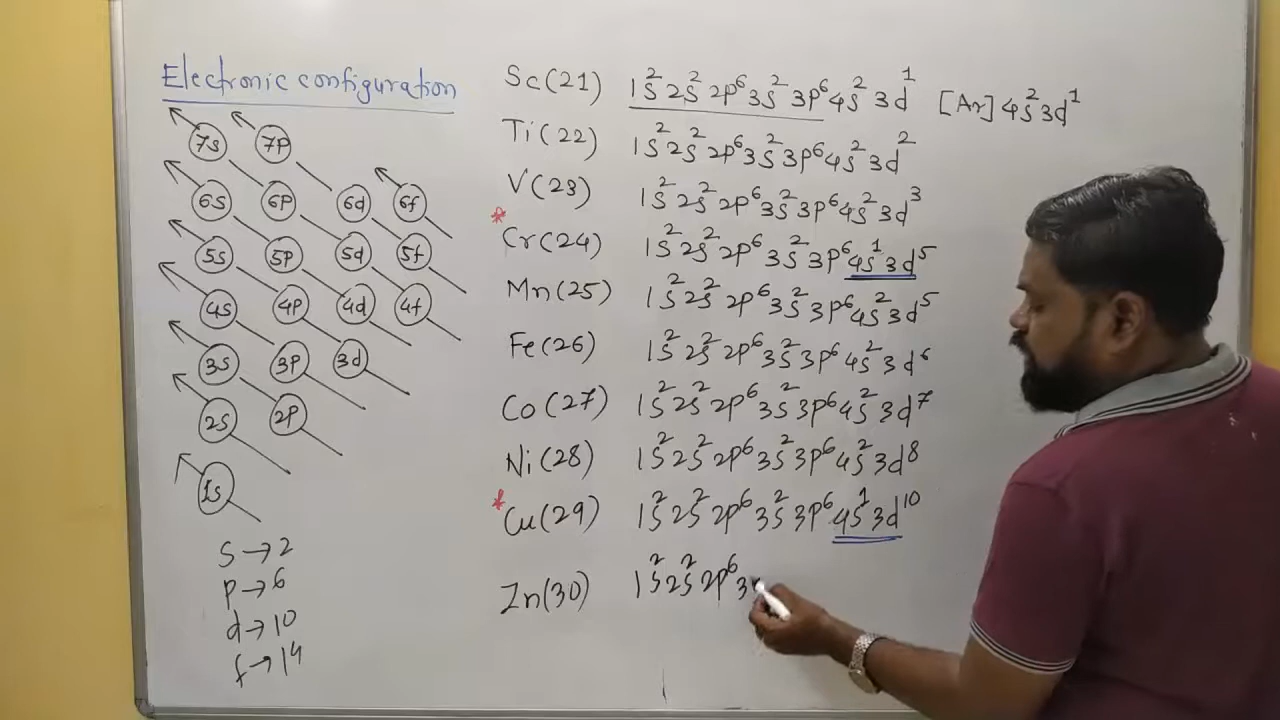 Electronic configuration
7s 7p
6s 6p 6d 6f
5s 5p 5d 5f
4s 4p 4d 4f
3s 3p 3d
2s 2p
1s
s→2
p→6
d→10
f→14
Sc(21) 1s² 2s² 2p⁶ 3s² 3p⁶ 4s² 3d¹ [Ar] 4s² 3d¹
Ti(22) 1s² 2s² 2p⁶ 3s² 3p⁶ 4s² 3d²
V(23) 1s² 2s² 2p⁶ 3s² 3p⁶ 4s² 3d³
* Cr(24) 1s² 2s² 2p⁶ 3s² 3p⁶ 4s¹ 3d⁵
Mn(25) 1s² 2s² 2p⁶ 3s² 3p⁶ 4s² 3d⁵
Fe(26) 1s² 2s² 2p⁶ 3s² 3p⁶ 4s² 3d⁶
Co(27) 1s² 2s² 2p⁶ 3s² 3p⁶ 4s² 3d⁷
Ni(28) 1s² 2s² 2p⁶ 3s² 3p⁶ 4s² 3d⁸
* Cu(29) 1s² 2s² 2p⁶ 3s² 3p⁶ 4s¹ 3d¹⁰
Zn(30) 1s² 2s² 2p⁶ 3